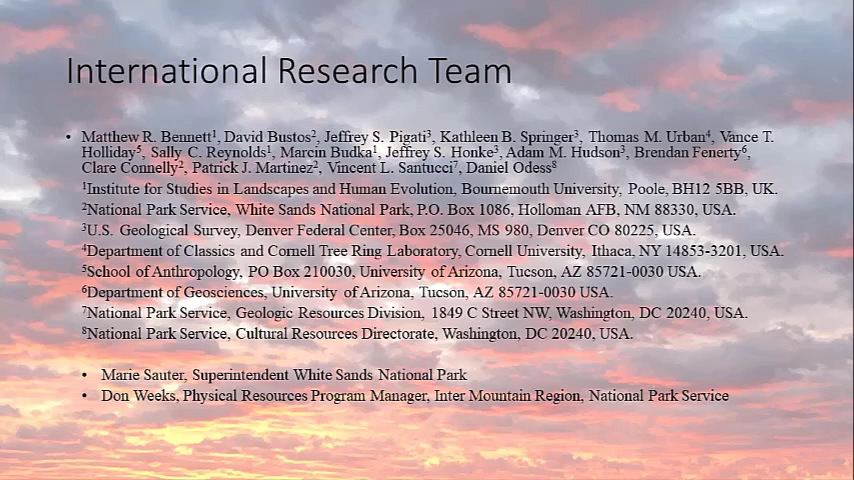 International Research Team
• Matthew R. Bennett¹, David Bustos², Jeffrey S. Pigati³, Kathleen B. Springer³, Thomas M. Urban⁴, Vance T.
Holliday⁵, Sally C. Reynolds¹, Marcin Budka¹, Jeffrey S. Honke³, Adam M. Hudson³, Brendan Fenerty⁶,
Clare Connelly², Patrick J. Martinez², Vincent L. Santucci⁷, Daniel Odess⁸
¹Institute for Studies in Landscapes and Human Evolution, Bournemouth University, Poole, BH12 5BB, UK.
²National Park Service, White Sands National Park, P.O. Box 1086, Holloman AFB, NM 88330, USA.
³U.S. Geological Survey, Denver Federal Center, Box 25046, MS 980, Denver CO 80225, USA.
⁴Department of Classics and Cornell Tree Ring Laboratory, Cornell University, Ithaca, NY 14853-3201, USA.
⁵School of Anthropology, PO Box 210030, University of Arizona, Tucson, AZ 85721-0030 USA.
⁶Department of Geosciences, University of Arizona, Tucson, AZ 85721-0030 USA.
⁷National Park Service, Geologic Resources Division, 1849 C Street NW, Washington, DC 20240, USA.
⁸National Park Service, Cultural Resources Directorate, Washington, DC 20240, USA.
• Marie Sauter, Superintendent White Sands National Park
• Don Weeks, Physical Resources Program Manager, Inter Mountain Region, National Park Service